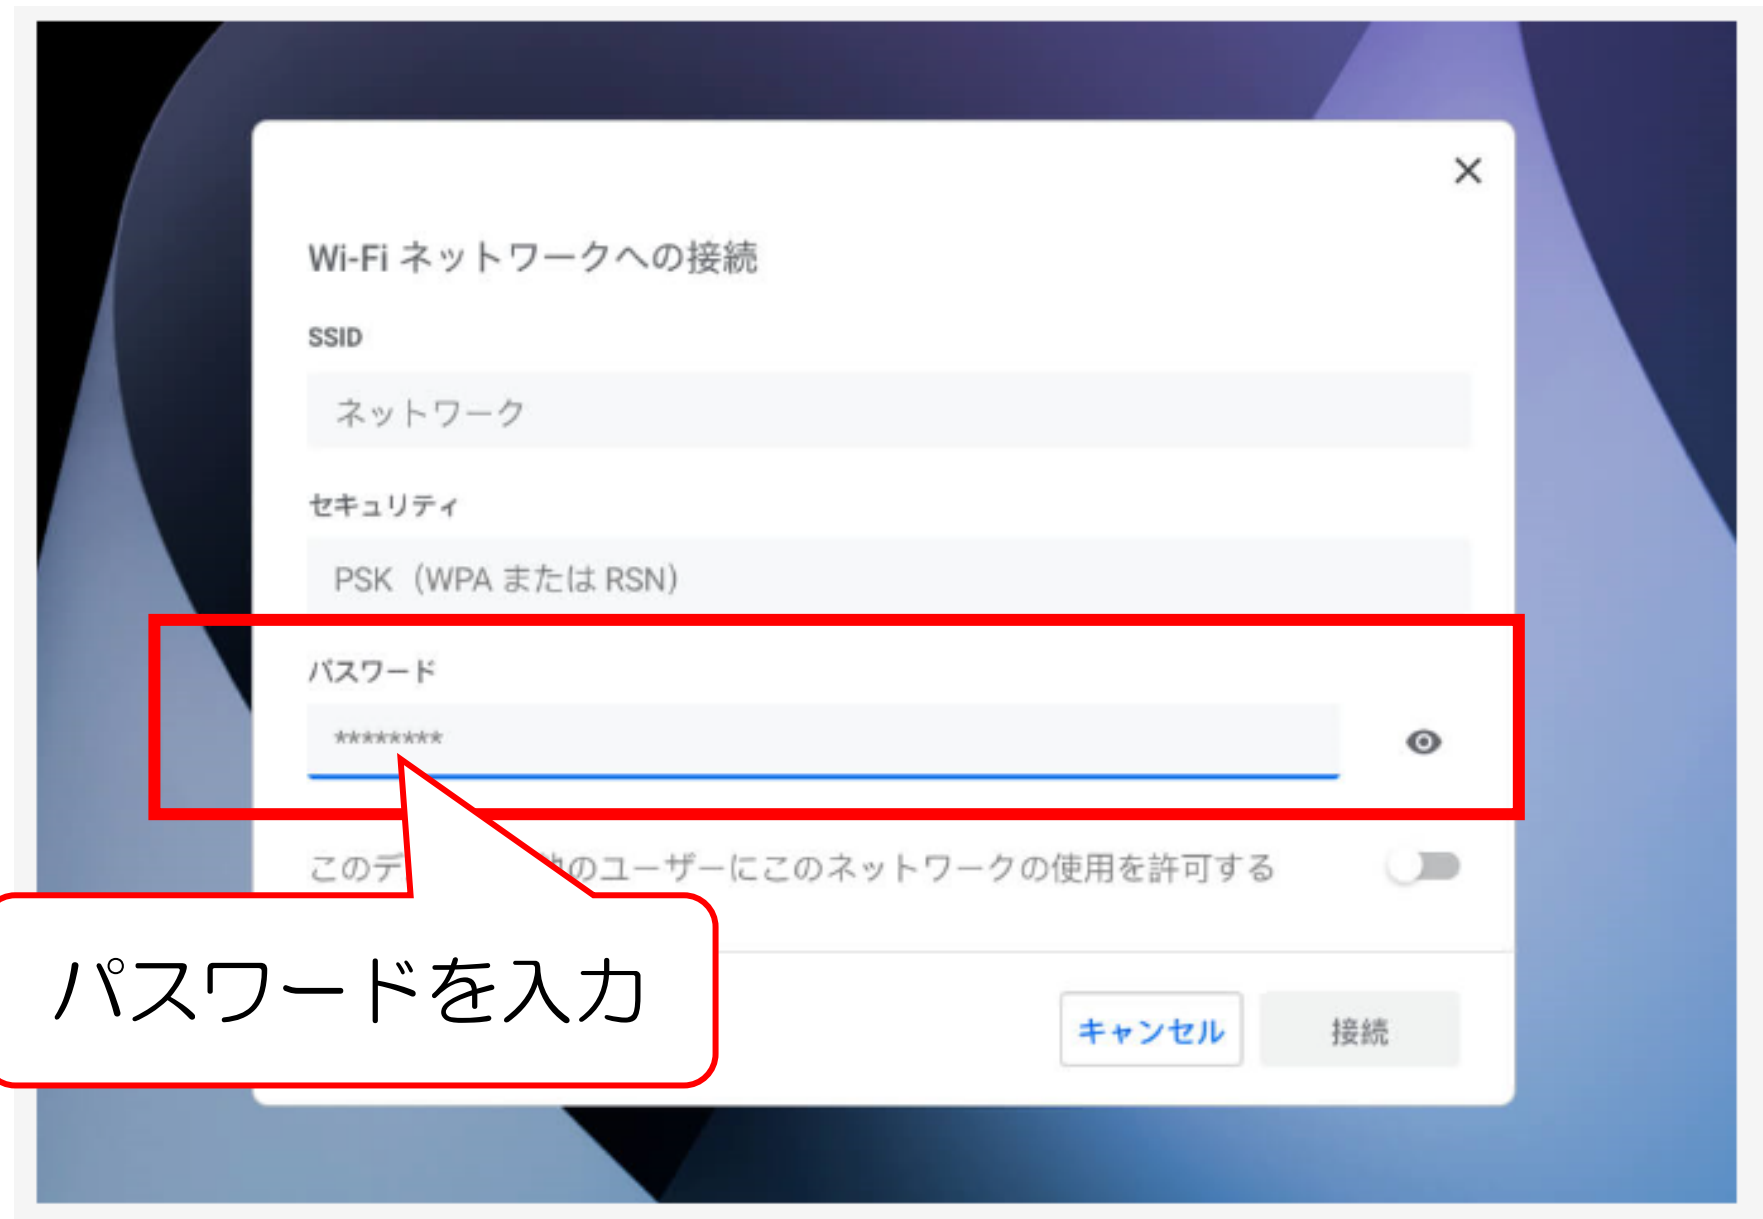 Wi-Fi ネットワークへの接続
SSID
ネットワーク
セキュリティ
PSK（WPA または RSN）
パスワード
********
このデ
のユーザーにこのネットワークの使用を許可する
パスワードを入力
キャンセル
接続